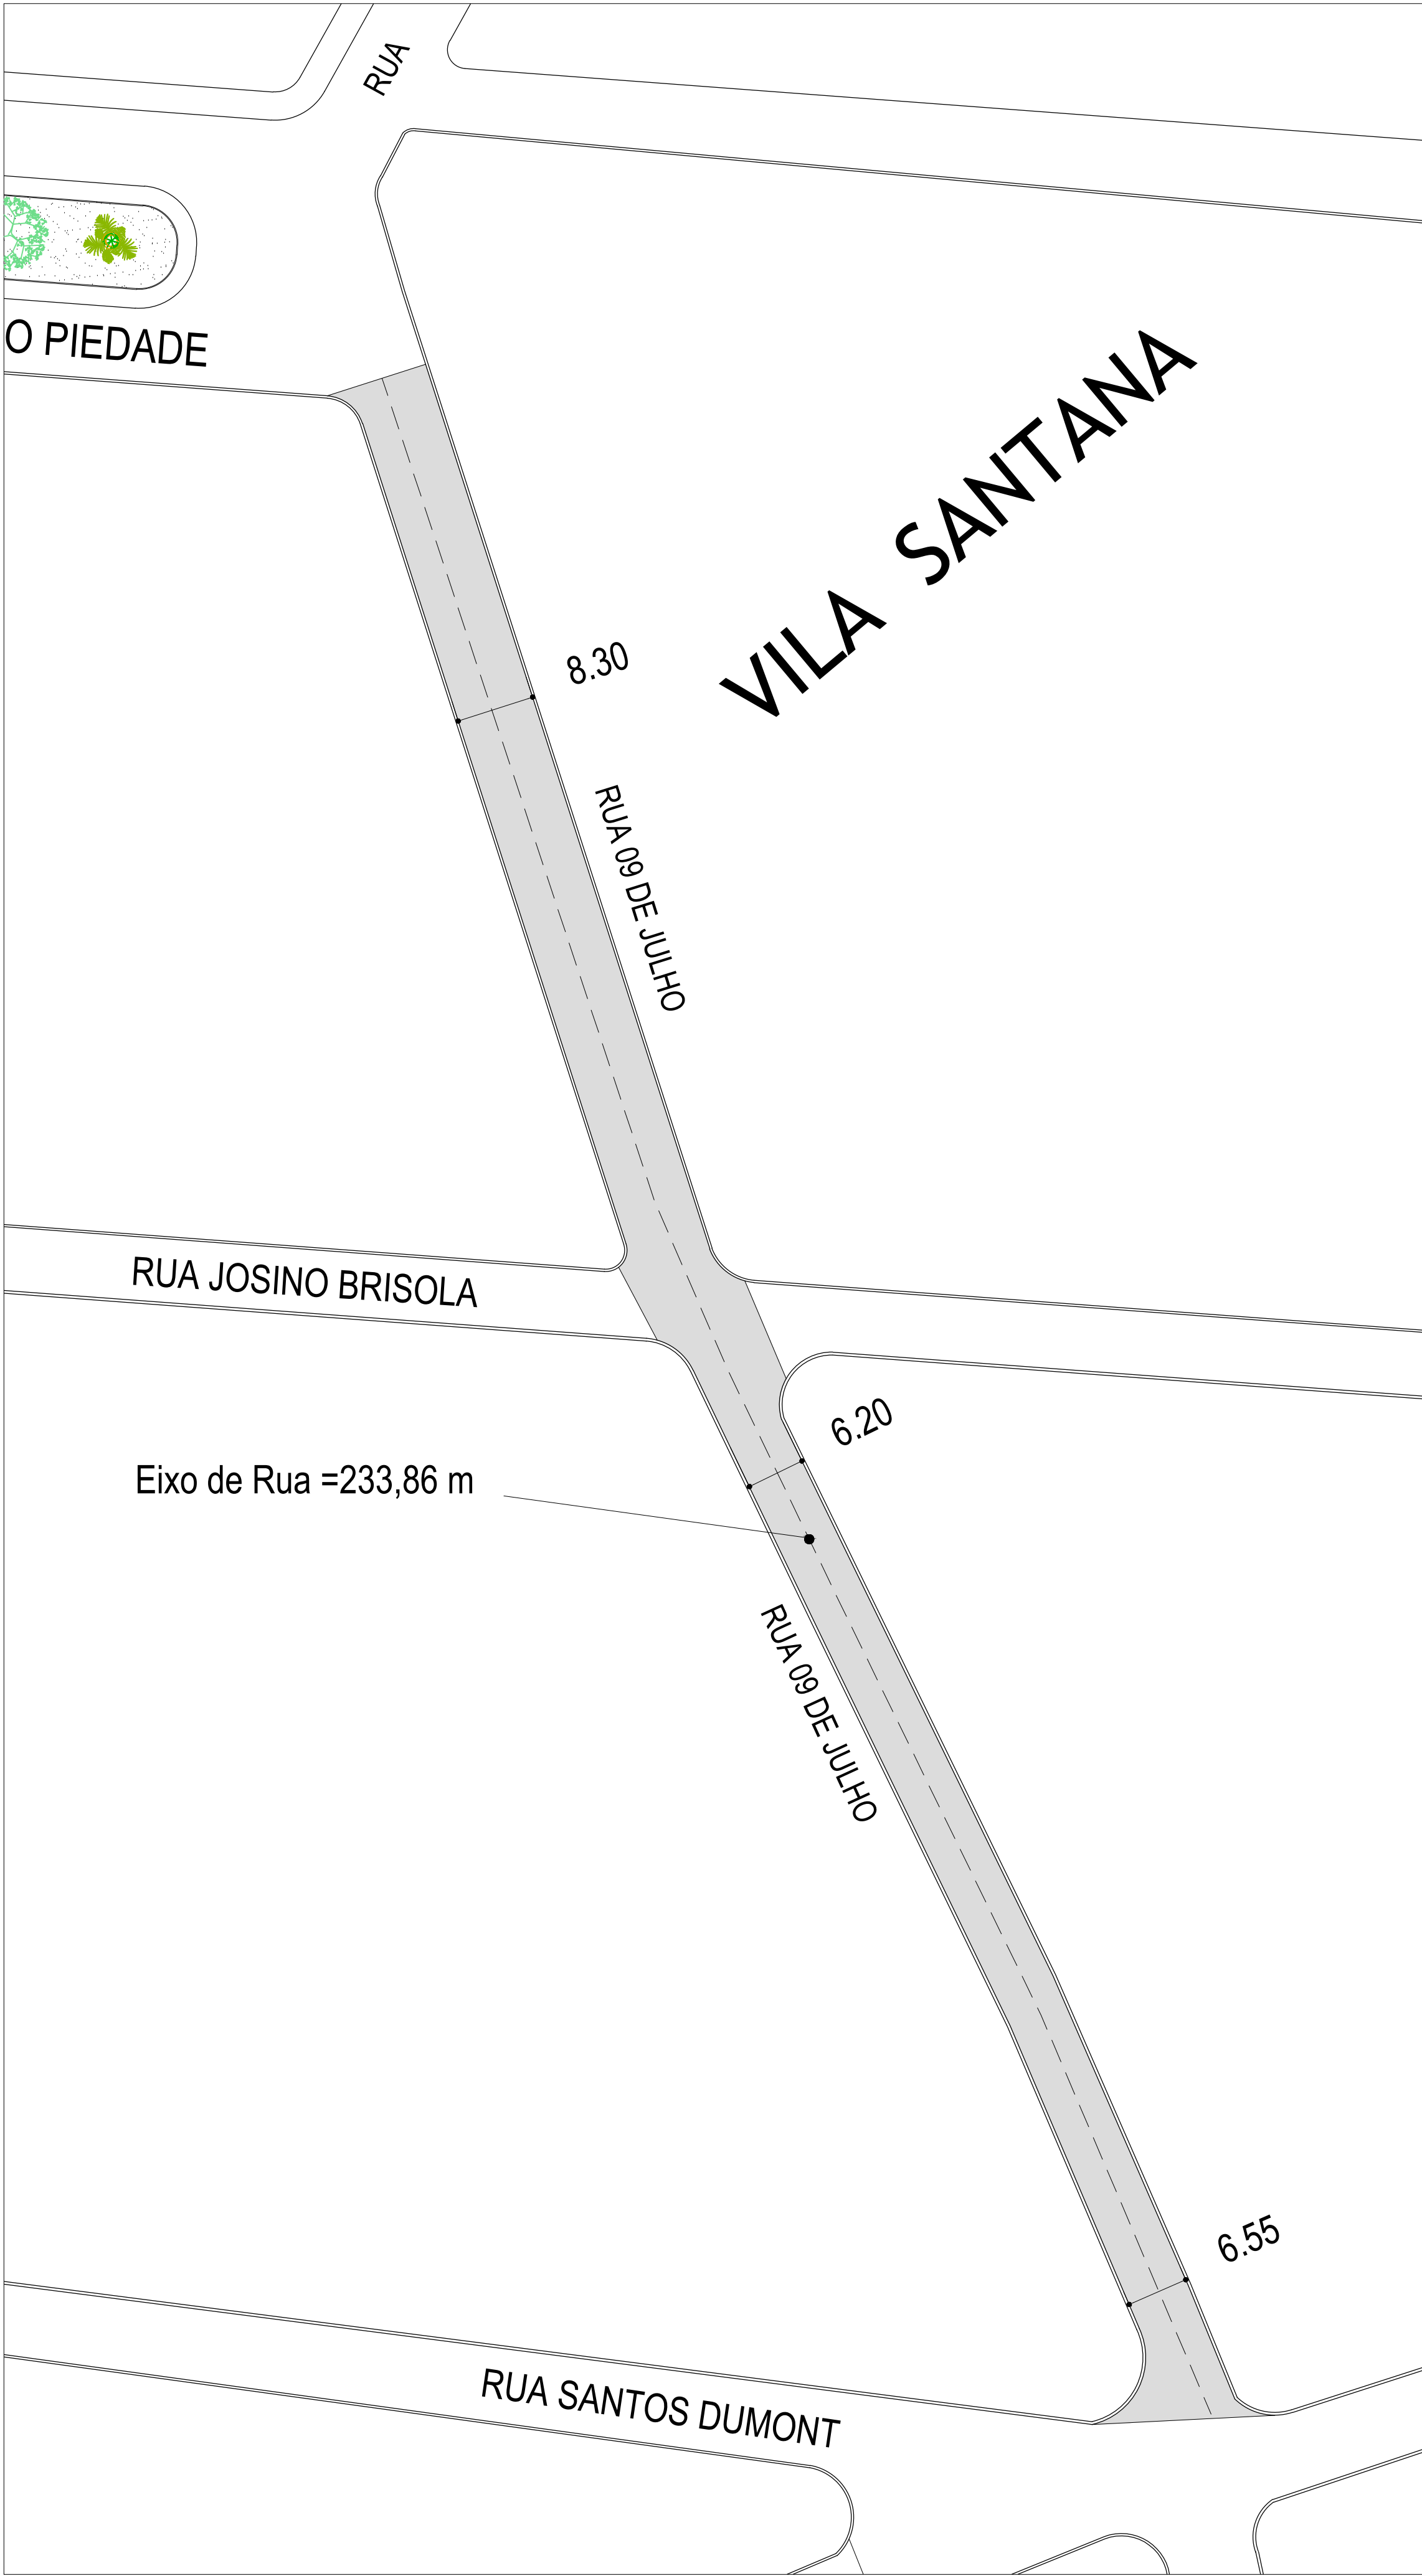 RUA
O PIEDADE
VILA SANTANA
8.30
RUA 09 DE JULHO
RUA JOSINO BRISOLA
6.20
Eixo de Rua =233,86 m
RUA 09 DE JULHO
6.55
RUA SANTOS DUMONT